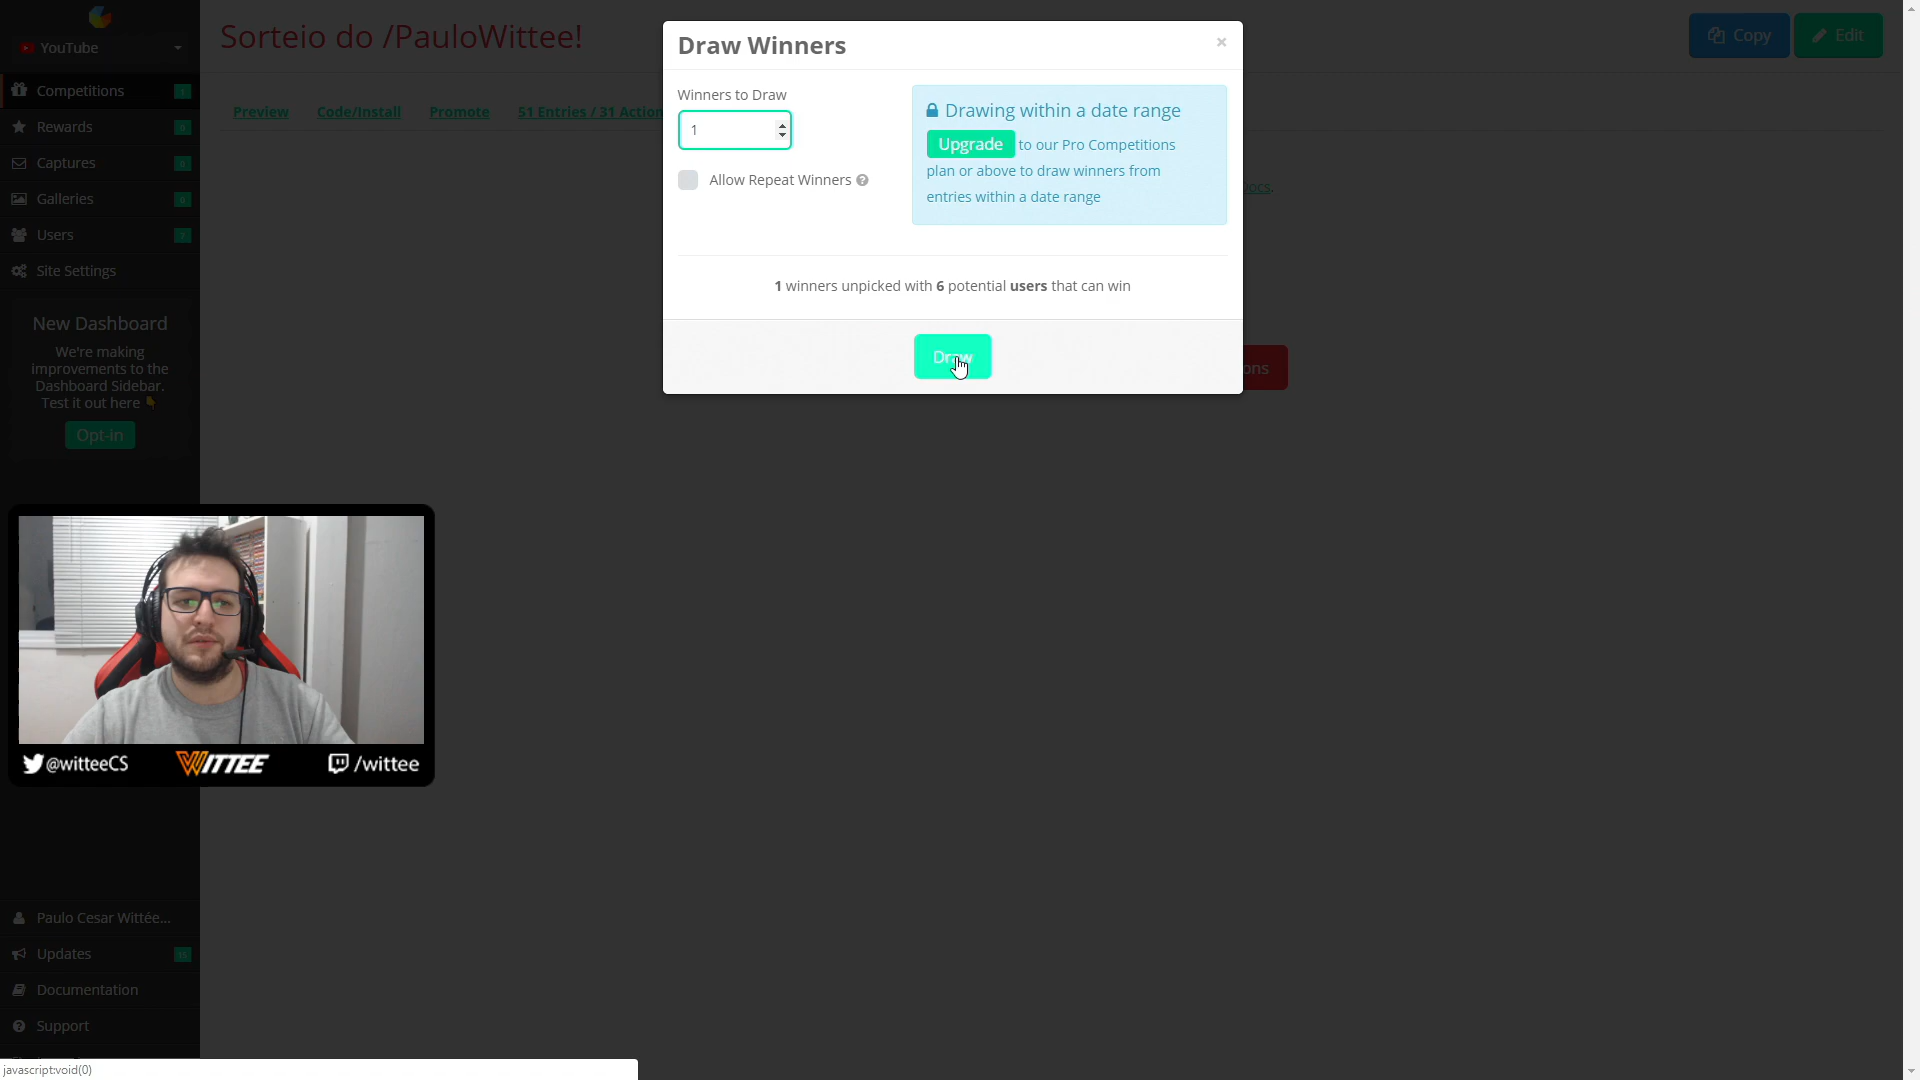 YouTube
Competitions
Rewards
Captures
Galleries
Users
Site Settings
New Dashboard
We're making
improvements to the
Dashboard Sidebar.
Test it out here
Opt-in
@witteeCS
WITTEE
/wittee
Paulo Cesar Wittée...
Updates
15
Documentation
Support
javascript:void(0)
Sorteio do /PauloWittee!
Copy
Edit
Preview
Code/Install
Promote
51 Entries / 31 Action
ocs.
ons
Draw Winners
×
Winners to Draw
1
Allow Repeat Winners ?
Drawing within a date range
Upgrade to our Pro Competitions
plan or above to draw winners from
entries within a date range
1 winners unpicked with 6 potential users that can win
Draw